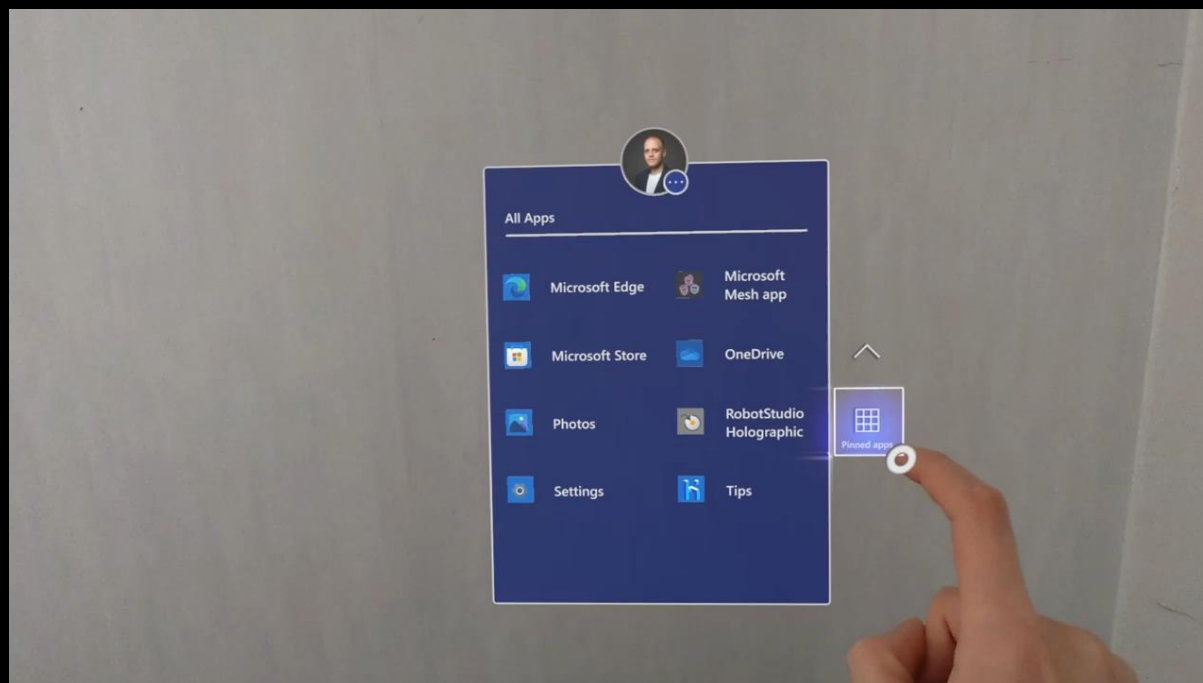 All Apps
Microsoft Edge
Microsoft
Mesh app
Microsoft Store
OneDrive
Photos
RobotStudio
Holographic
Pinned apps
Settings
Tips